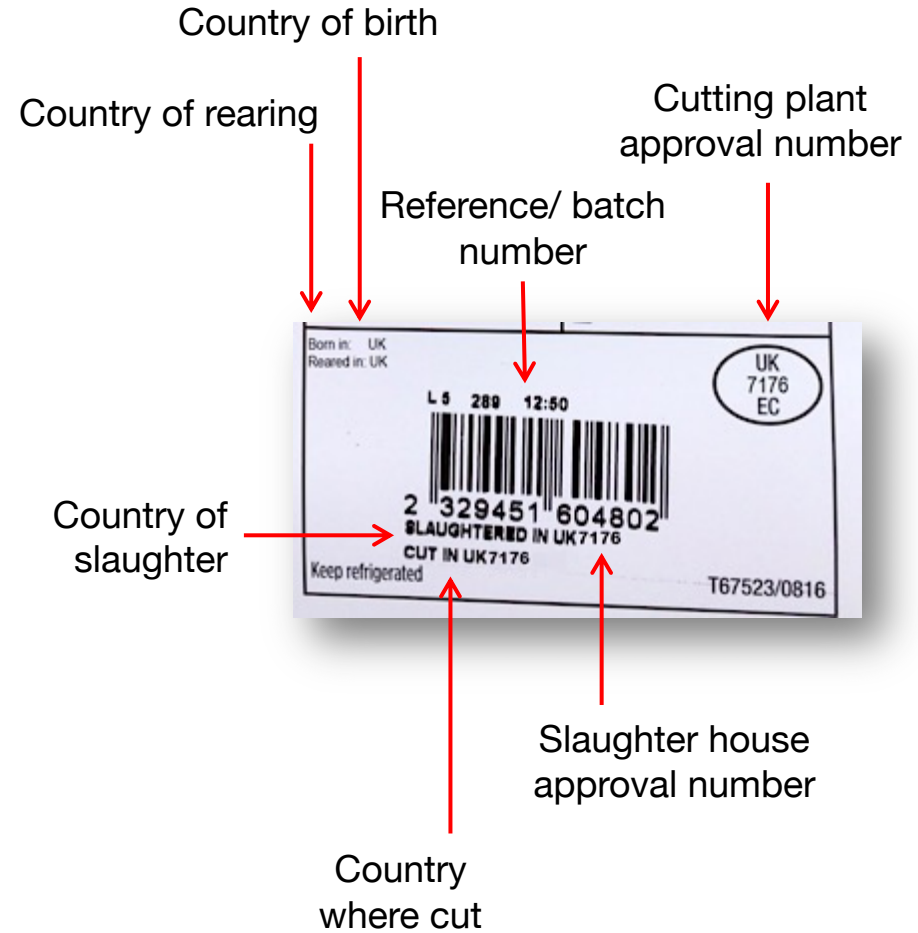 Country of birth
Country of rearing
Cutting plant
approval number
Reference/ batch
number
Born in: UK
Reared in: UK
UK
7176
EC
L 5 289 12:50
2 329451 604802
SLAUGHTERED IN UK7176
CUT IN UK7176
Keep refrigerated
T67523/0816
Country of
slaughter
Slaughter house
approval number
Country
where cut